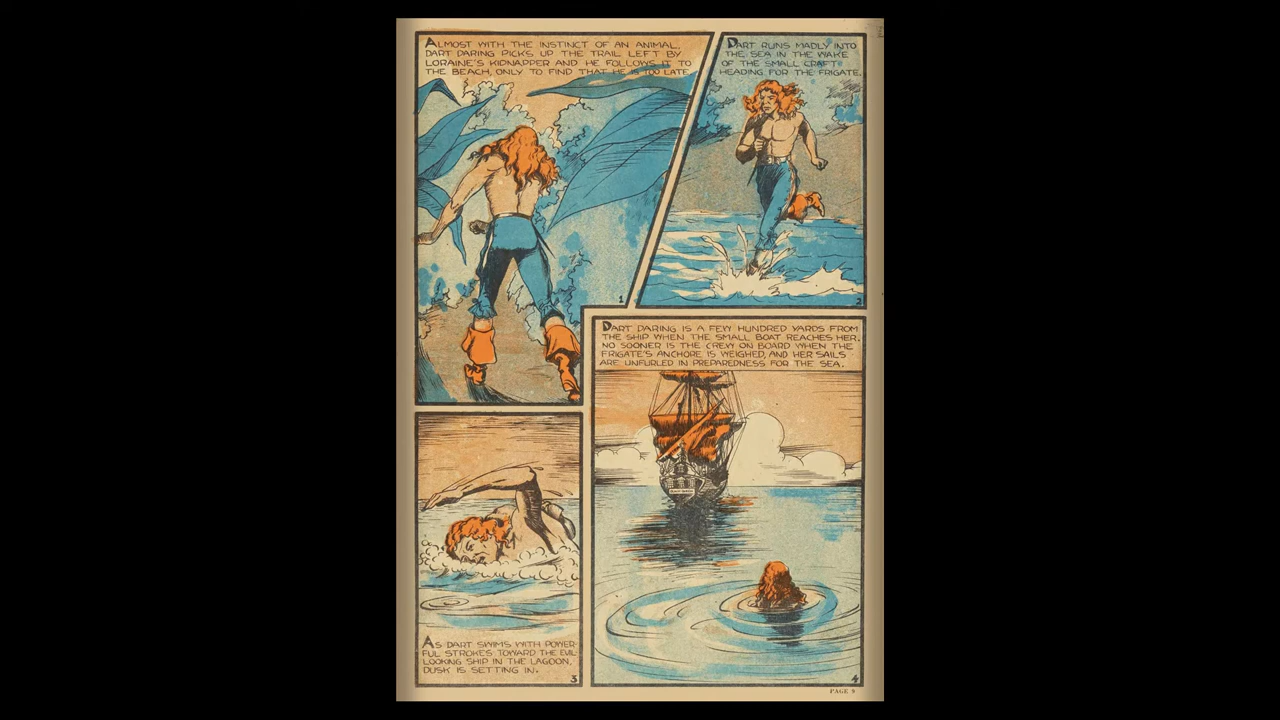 ALMOST WITH THE INSTINCT OF AN ANIMAL,
DART DARING PICKS UP THE TRAIL LEFT BY
LORAINE'S KIDNAPPER AND HE FOLLOWS IT TO
THE BEACH, ONLY TO FIND THAT HE IS TOO LATE.
1
DART RUNS MADLY INTO
THE SEA IN THE WAKE
OF THE SMALL CRAFT
HEADING FOR THE FRIGATE.
2
AS DART SWIMS WITH POWER-
FUL STROKES TOWARD THE EVIL
LOOKING SHIP IN THE LAGOON,
DUSK IS SETTING IN.
3
DART DARING IS A FEW HUNDRED YARDS FROM
THE SHIP WHEN THE SMALL BOAT REACHES HER.
NO SOONER IS THE CREW ON BOARD WHEN THE
FRIGATE'S ANCHORE IS WEIGHED, AND HER SAILS
ARE UNFURLED IN PREPAREDNESS FOR THE SEA.
4
PAGE 9